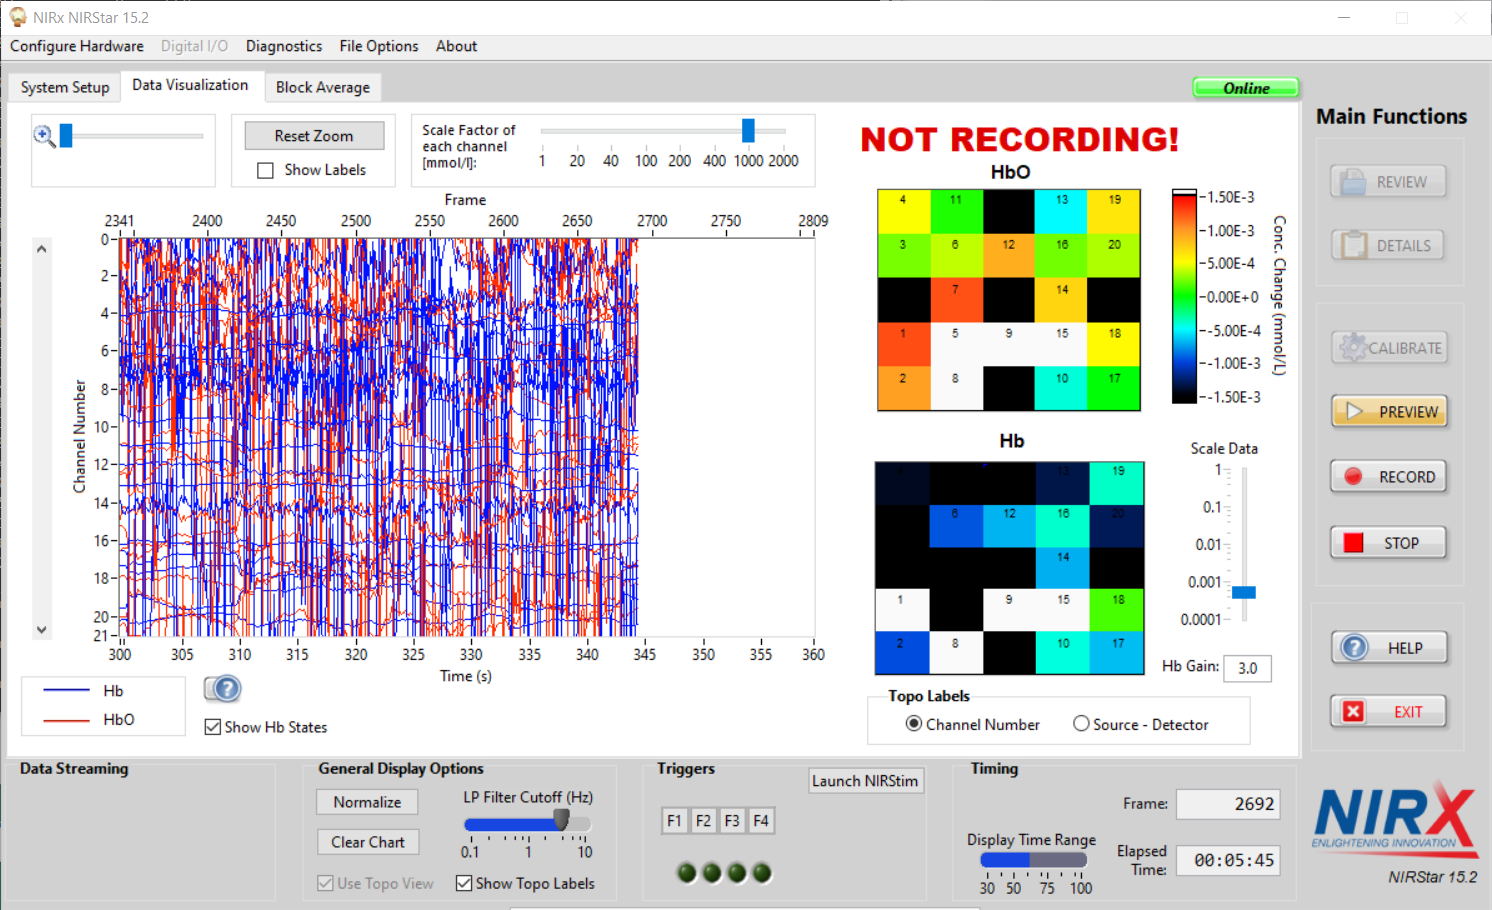 NIRx NIRStar 15.2
Configure Hardware Digital I/O Diagnostics File Options About
System Setup Data Visualization Block Average
Online
Main Functions
Reset Zoom
Show Labels
Scale Factor of
each channel
[mmol/l]:
1 20 40 100 200 400 1000 2000
NOT RECORDING!
REVIEW
DETAILS
CALIBRATE
PREVIEW
RECORD
STOP
HELP
EXIT
Frame
2341 2400 2450 2500 2550 2600 2650 2700 2750 2809
Channel Number
0
2
4
6
8
10
12
14
16
18
20
21
300 305 310 315 320 325 330 335 340 345 350 355 360
Time (s)
Hb
HbO
Show Hb States
HbO
4 11 13 19
3 6 12 16 20
7 14
1 5 9 15 18
2 8 10 17
1.50E-3
1.00E-3
5.00E-4
0.00E+0
-5.00E-4
-1.00E-3
-1.50E-3
Conc. Change (mmol/L)
Hb
13 19
6 12 16 20
14
1 9 15 18
2 8 10 17
Scale Data
1
0.1
0.01
0.001
0.0001
Hb Gain: 3.0
Topo Labels
Channel Number Source - Detector
Data Streaming
General Display Options
Normalize
Clear Chart
Use Topo View
LP Filter Cutoff (Hz)
0.1 1 10
Show Topo Labels
Triggers
Launch NIRStim
F1 F2 F3 F4
Timing
Frame: 2692
Display Time Range
30 50 75 100
Elapsed
Time: 00:05:45
NIRX
ENLIGHTENING INNOVATION
NIRStar 15.2